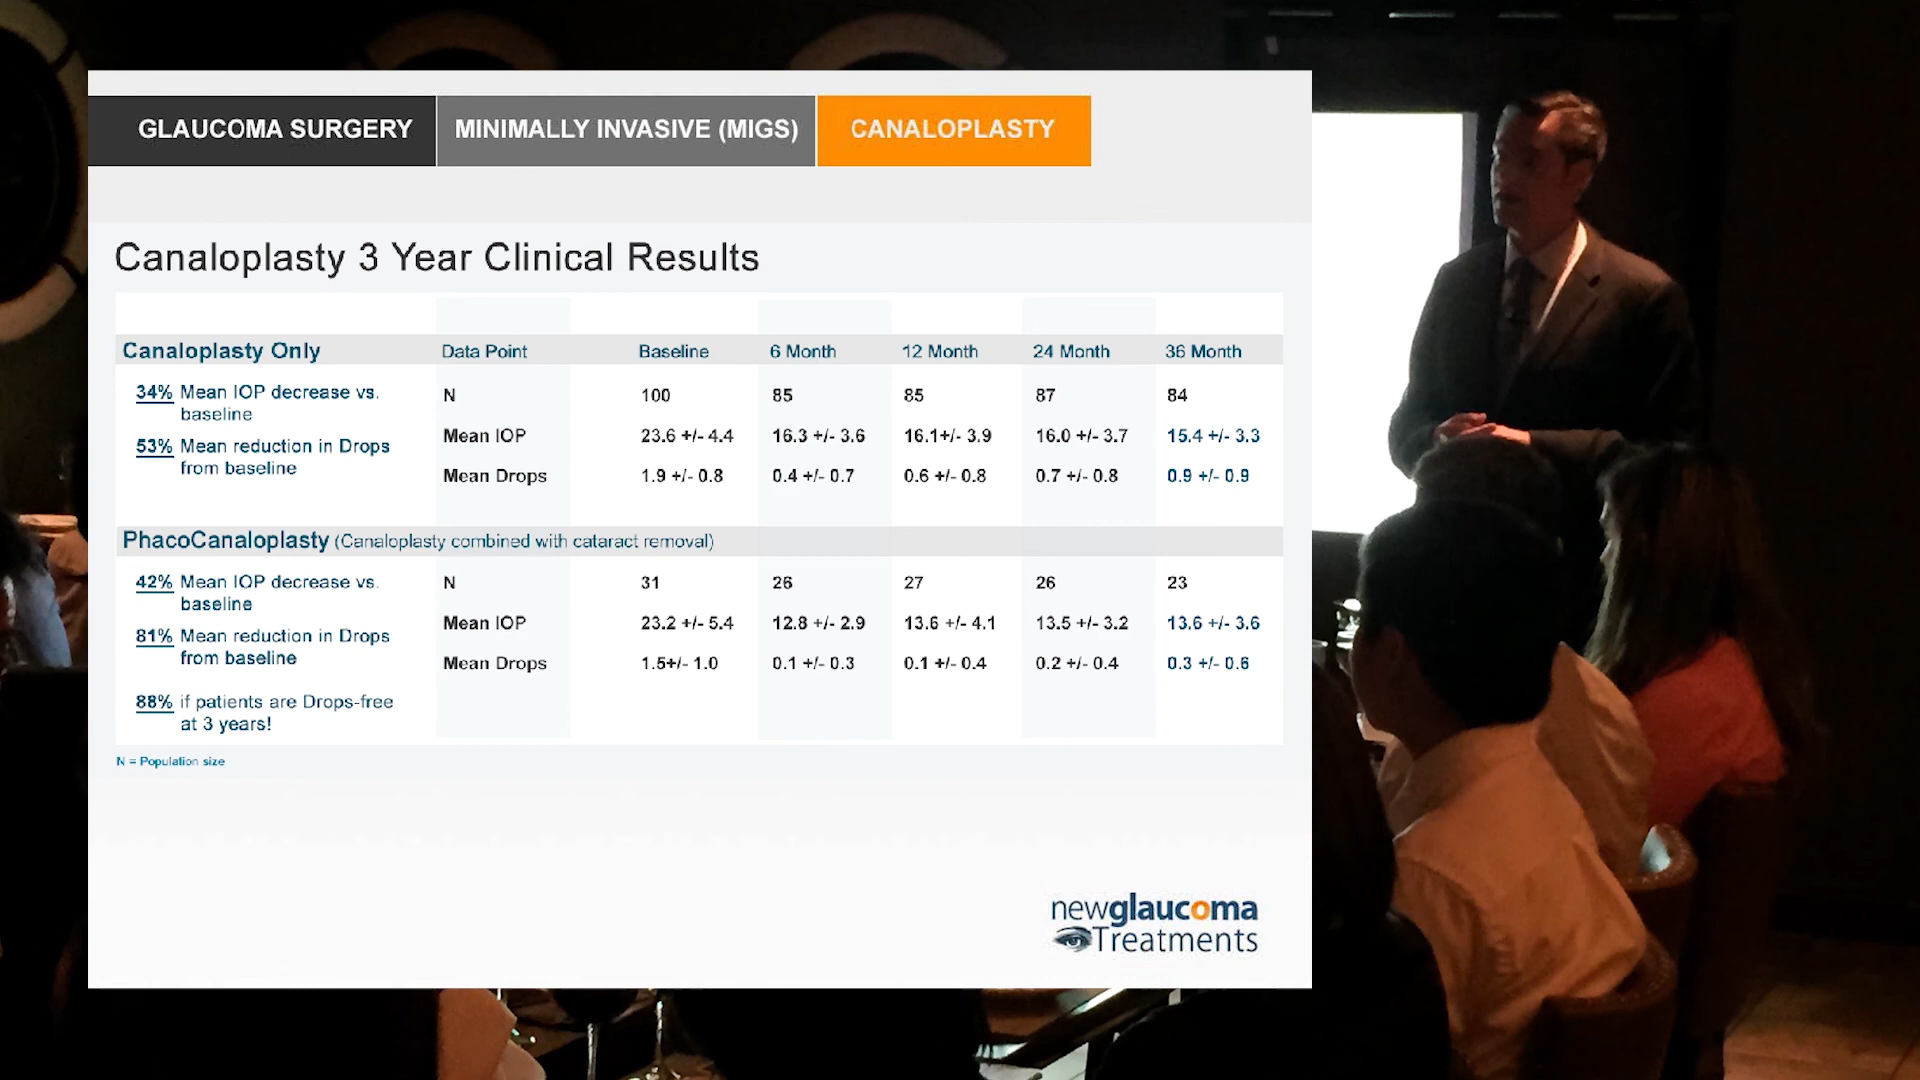 GLAUCOMA SURGERY MINIMALLY INVASIVE (MIGS) CANALOPLASTY
Canaloplasty 3 Year Clinical Results
Canaloplasty Only Data Point Baseline 6 Month 12 Month 24 Month 36 Month
34% Mean IOP decrease vs.
baseline
53% Mean reduction in Drops
from baseline
N 100 85 85 87 84
Mean IOP 23.6 +/- 4.4 16.3 +/- 3.6 16.1+/- 3.9 16.0 +/- 3.7 15.4 +/- 3.3
Mean Drops 1.9 +/- 0.8 0.4 +/- 0.7 0.6 +/- 0.8 0.7 +/- 0.8 0.9 +/- 0.9
PhacoCanaloplasty (Canaloplasty combined with cataract removal)
42% Mean IOP decrease vs.
baseline
81% Mean reduction in Drops
from baseline
88% if patients are Drops-free
at 3 years!
N 31 26 27 26 23
Mean IOP 23.2 +/- 5.4 12.8 +/- 2.9 13.6 +/- 4.1 13.5 +/- 3.2 13.6 +/- 3.6
Mean Drops 1.5+/- 1.0 0.1 +/- 0.3 0.1 +/- 0.4 0.2 +/- 0.4 0.3 +/- 0.6
N = Population size
newglaucoma
Treatments